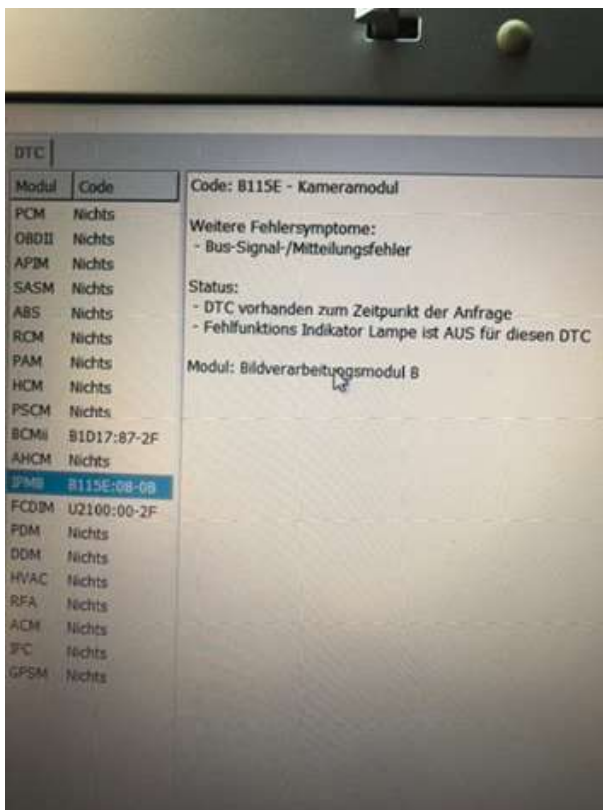 DTC
Modul Code
PCM Nichts
OBDII Nichts
APIM Nichts
SASM Nichts
ABS Nichts
RCM Nichts
PAM Nichts
HCM Nichts
PSCM Nichts
BCMii B1D17:87-2F
AHCM Nichts
IPMB B115E:08-0B
FCDIM U2100:00-2F
PDM Nichts
DDM Nichts
HVAC Nichts
RFA Nichts
ACM Nichts
IPC Nichts
GPSM Nichts
Code: B115E - Kameramodul
Weitere Fehlersymptome:
- Bus-Signal-/Mitteilungsfehler
Status:
- DTC vorhanden zum Zeitpunkt der Anfrage
- Fehlfunktions Indikator Lampe ist AUS für diesen DTC
Modul: Bildverarbeitungsmodul B